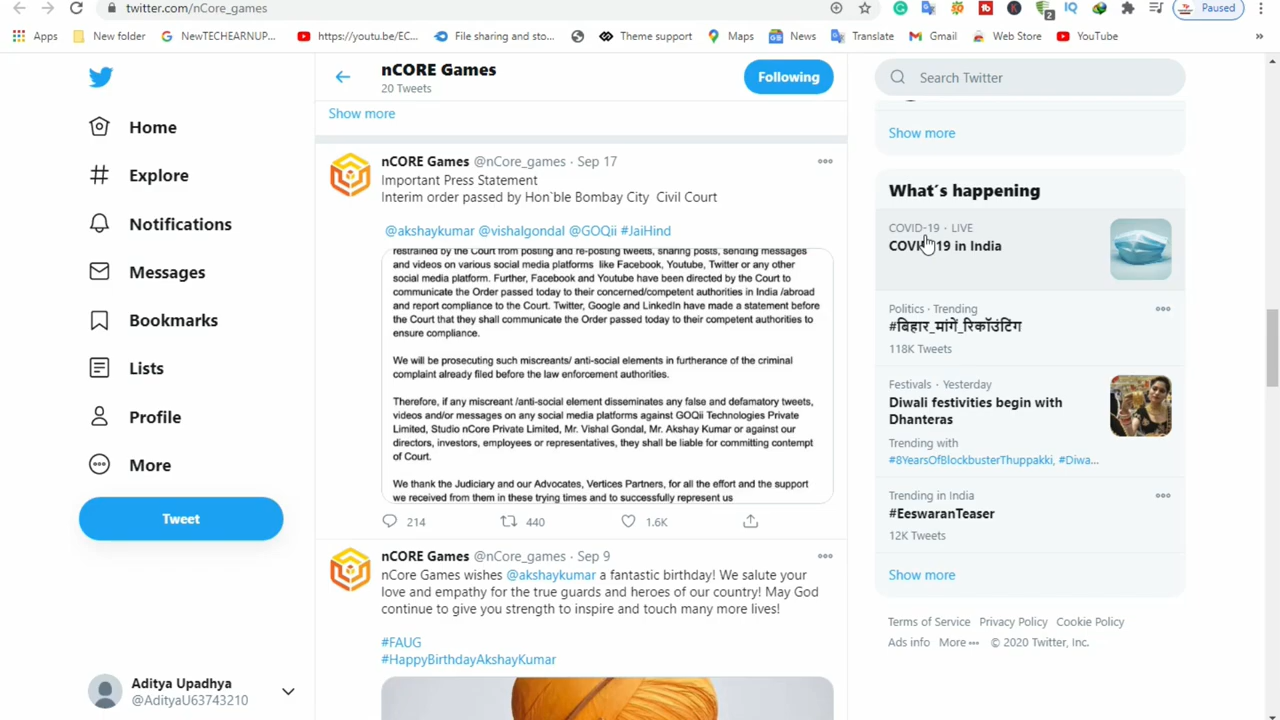 twitter.com/nCore_games
Paused
Apps
New folder
NewTECHEARNUP...
https://youtu.be/EC...
File sharing and sto...
Theme support
Maps
News
Translate
Gmail
Web Store
YouTube
»
Home
Explore
Notifications
Messages
Bookmarks
Lists
Profile
More
Tweet
Aditya Upadhya
@AdityaU63743210
nCORE Games
20 Tweets
Following
Show more
nCORE Games @nCore_games · Sep 17
Important Press Statement
Interim order passed by Hon`ble Bombay City Civil Court
@akshaykumar @vishalgondal @GOQii #JaiHind
restrained by the Court from posting and re-posting tweets, sharing posts, sending messages
and videos on various social media platforms like Facebook, Youtube, Twitter or any other
social media platform. Further, Facebook and Youtube have been directed by the Court to
communicate the Order passed today to their concerned/competent authorities in India /abroad
and report compliance to the Court. Twitter, Google and LinkedIn have made a statement before
the Court that they shall communicate the Order passed today to their competent authorities to
ensure compliance.
We will be prosecuting such miscreants/ anti-social elements in furtherance of the criminal
complaint already filed before the law enforcement authorities.
Therefore, if any miscreant /anti-social element disseminates any false and defamatory tweets,
videos and/or messages on any social media platforms against GOQii Technologies Private
Limited, Studio nCore Private Limited, Mr. Vishal Gondal, Mr. Akshay Kumar or against our
directors, investors, employees or representatives, they shall be liable for committing contempt
of Court.
We thank the Judiciary and our Advocates, Vertices Partners, for all the effort and the support
we received from them in these trying times and to successfully represent us
214
440
1.6K
nCORE Games @nCore_games · Sep 9
nCore Games wishes @akshaykumar a fantastic birthday! We salute your
love and empathy for the true guards and heroes of our country! May God
continue to give you strength to inspire and touch many more lives!
#FAUG
#HappyBirthdayAkshayKumar
Search Twitter
Show more
What's happening
COVID-19 · LIVE
COVID-19 in India
Politics · Trending
#बिहार_मांगें_रिकॉउंटिंग
118K Tweets
Festivals · Yesterday
Diwali festivities begin with
Dhanteras
Trending with
#8YearsOfBlockbusterThuppakki, #Diwa...
Trending in India
#EeswaranTeaser
12K Tweets
Show more
Terms of Service Privacy Policy Cookie Policy
Ads info More ··· © 2020 Twitter, Inc.